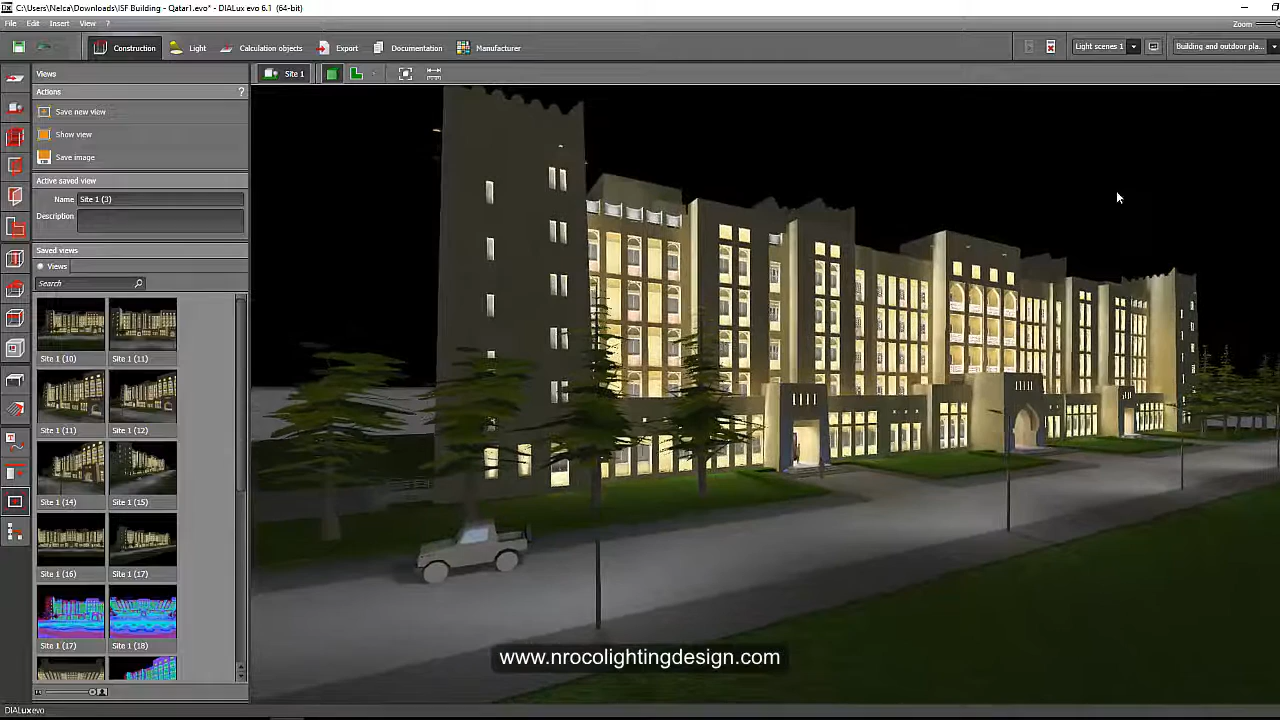 C:\Users\Nelca\Downloads\ISF Building - Qatar1.evo* - DIALux evo 6.1 (64-bit)
File Edit Insert View ?
Zoom
Construction Light Calculation objects Export Documentation Manufacturer
Light scenes 1
Building and outdoor pla...
Views
Site 1
Actions ?
Save new view
Show view
Save image
Active saved view
Name Site 1 (3)
Description
Saved views
Views
Search
Site 1 (10) Site 1 (11)
Site 1 (11) Site 1 (12)
Site 1 (14) Site 1 (15)
Site 1 (16) Site 1 (17)
Site 1 (17) Site 1 (18)
www.nrocolightingdesign.com
DIALux evo